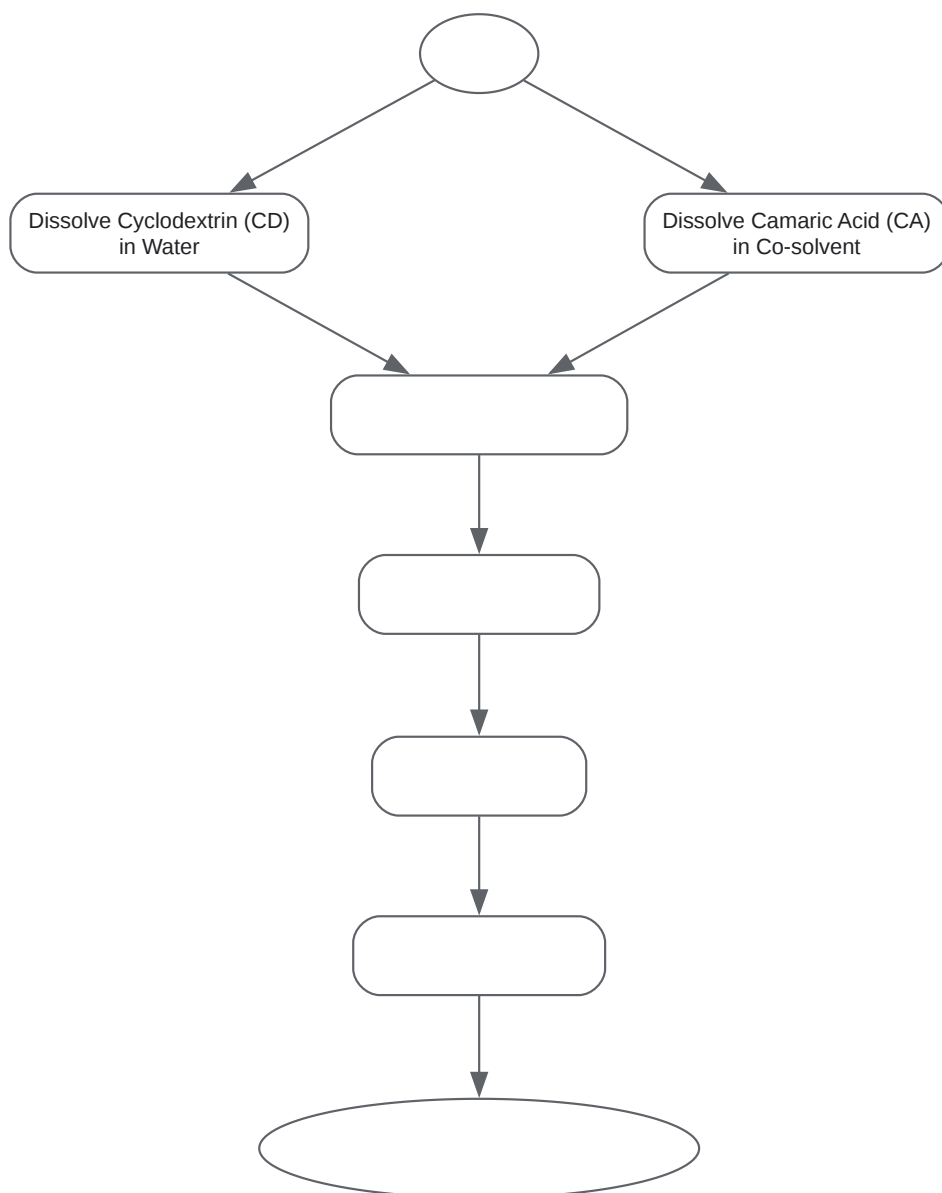 Dissolve Cyclodextrin (CD)
in Water
Dissolve Camaric Acid (CA)
in Co-solvent